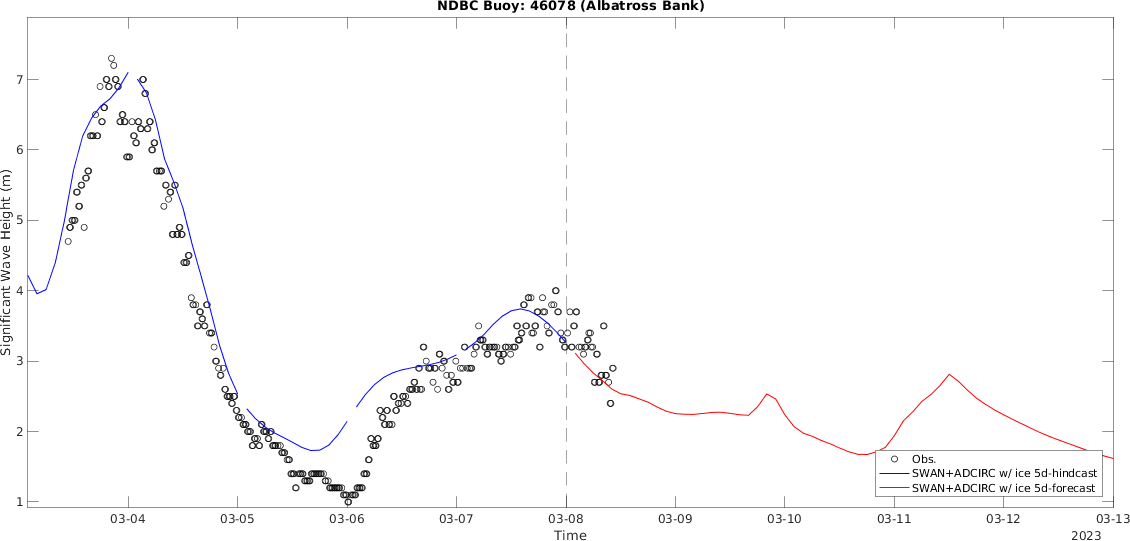 NDBC Buoy: 46078 (Albatross Bank)
Significant Wave Height (m)
7
6
5
4
3
2
1
Obs.
SWAN+ADCIRC w/ ice 5d-hindcast
SWAN+ADCIRC w/ ice 5d-forecast
03-04 03-05 03-06 03-07 03-08 03-09 03-10 03-11 03-12 03-13
Time
2023